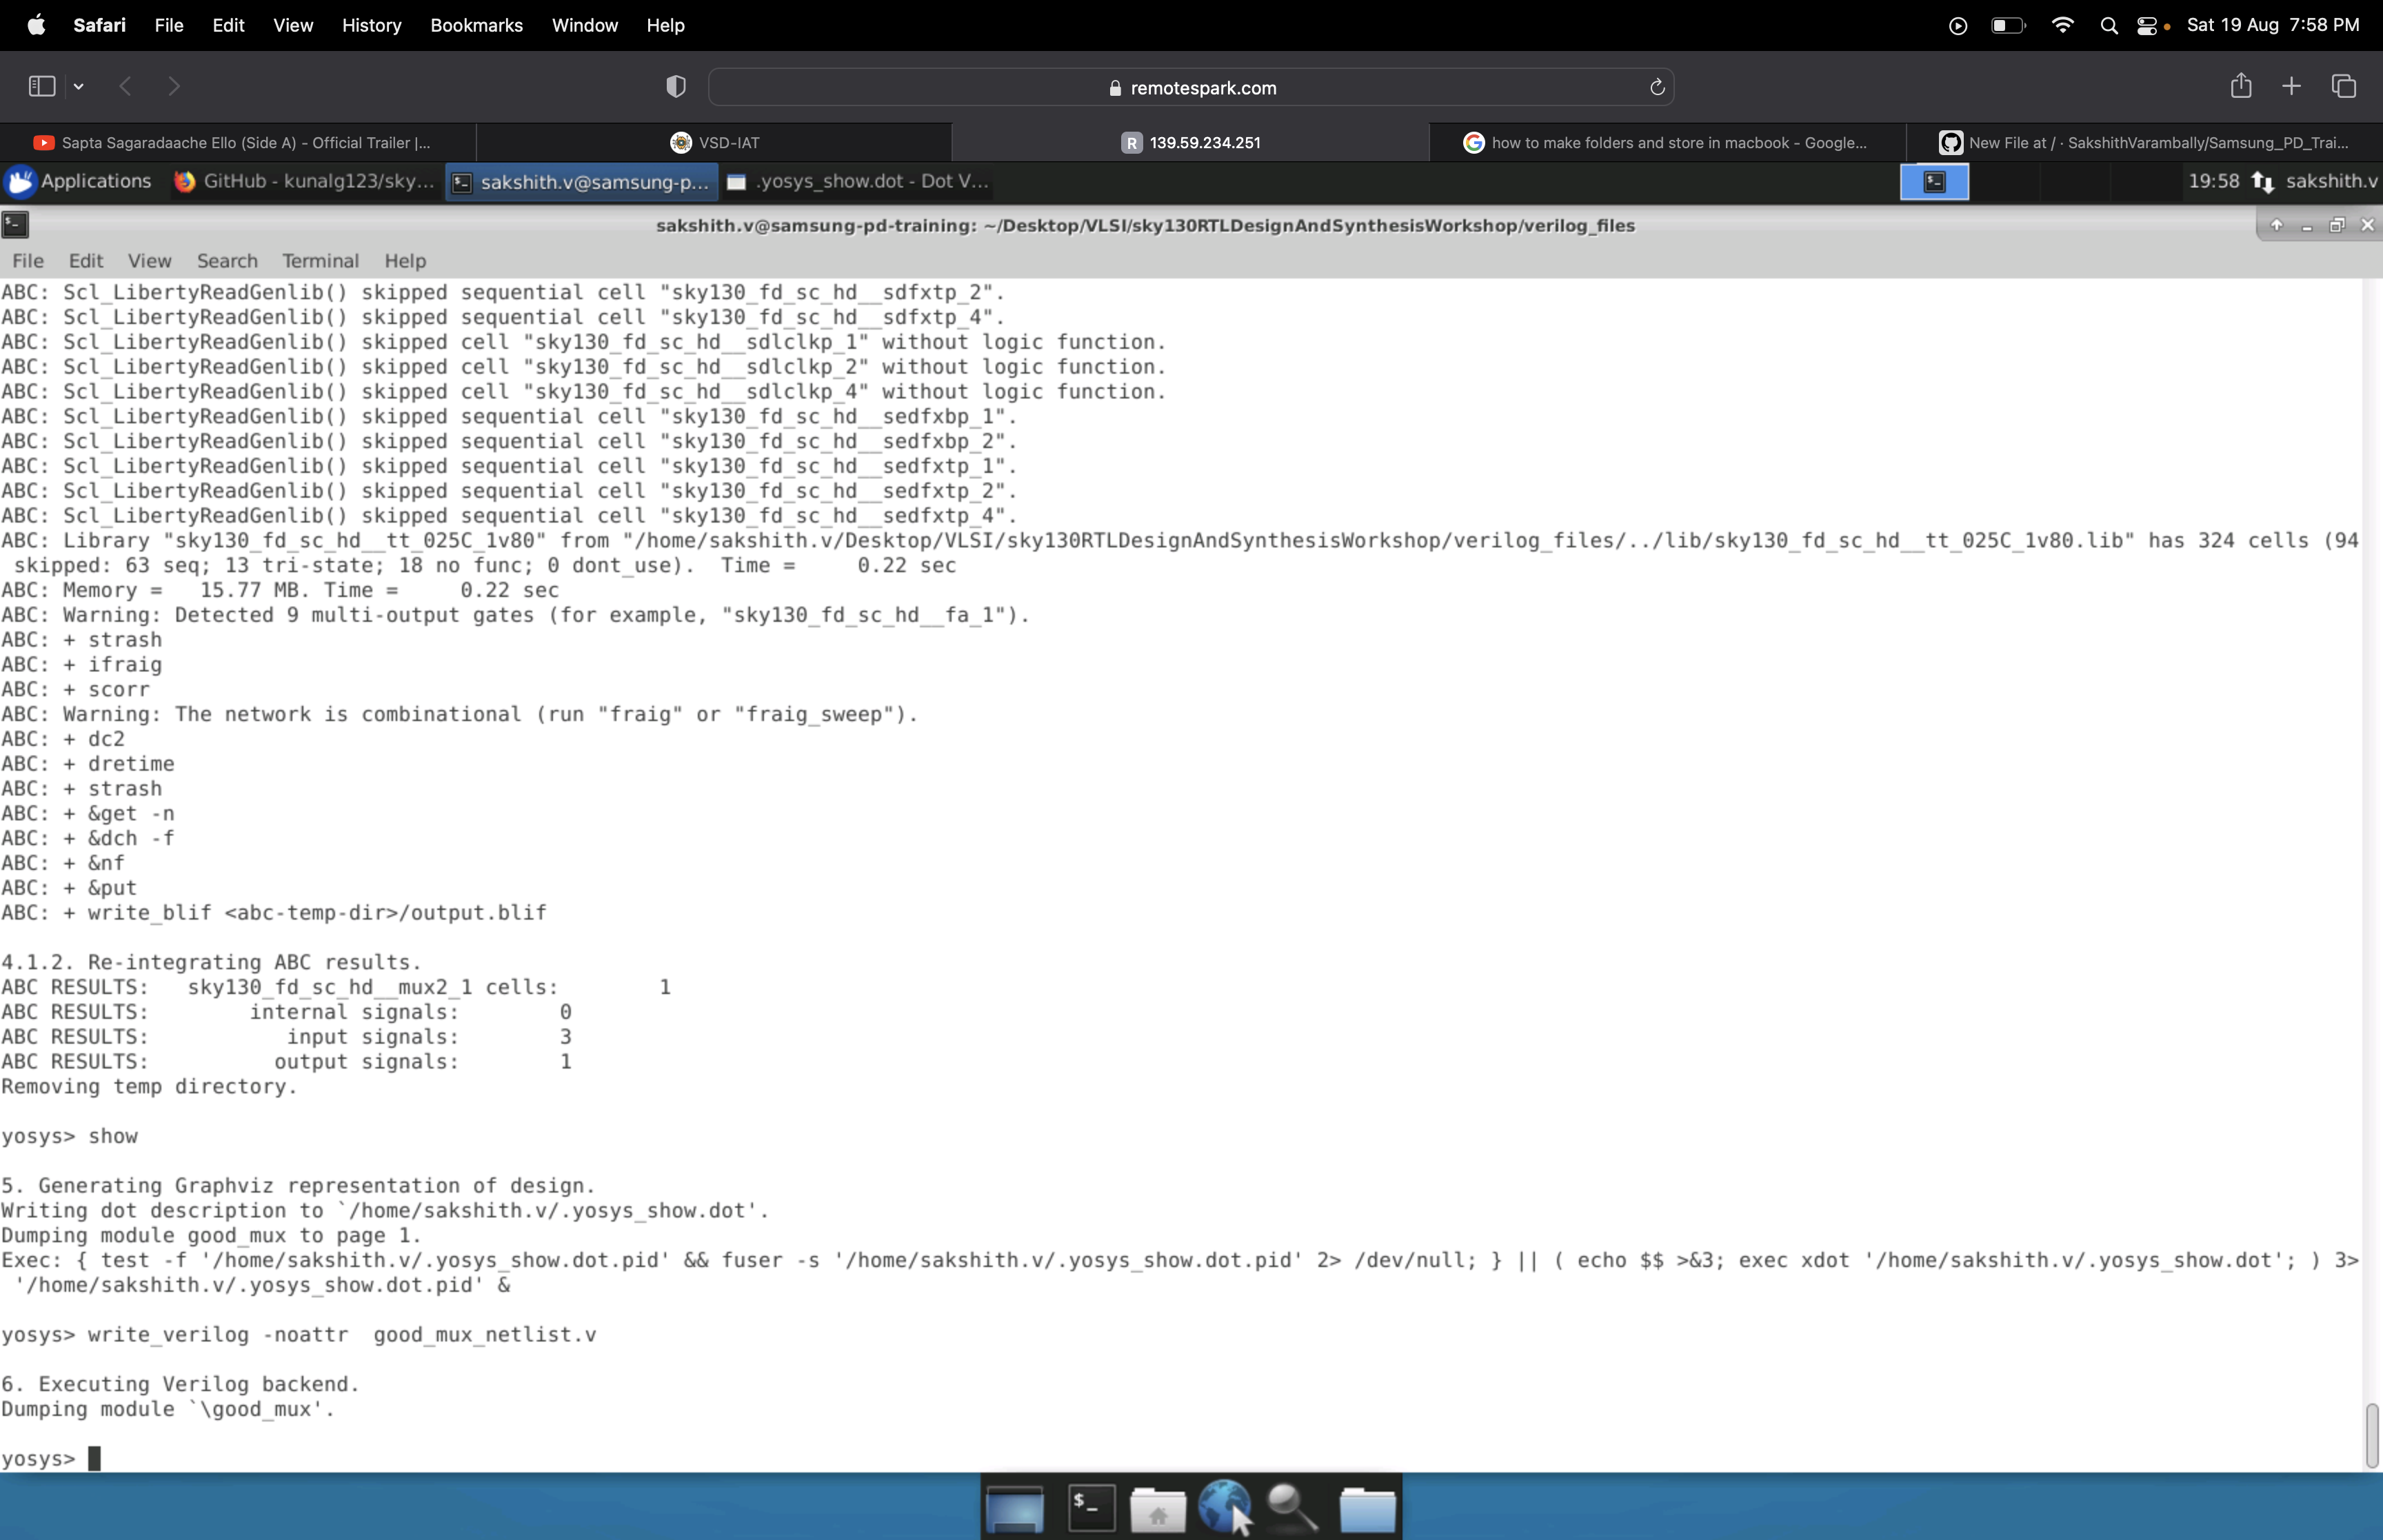 Safari File Edit View History Bookmarks Window Help Sat 19 Aug 7:58 PM
remotespark.com
Sapta Sagaradaache Ello (Side A) - Official Trailer |... VSD-IAT R 139.59.234.251 how to make folders and store in macbook - Google... New File at / · SakshithVarambally/Samsung_PD_Trai...
Applications GitHub - kunalg123/sky... sakshith.v@samsung-p... .yosys_show.dot - Dot V... 19:58 sakshith.v
sakshith.v@samsung-pd-training: ~/Desktop/VLSI/sky130RTLDesignAndSynthesisWorkshop/verilog_files
File Edit View Search Terminal Help
ABC: Scl_LibertyReadGenlib() skipped sequential cell "sky130_fd_sc_hd__sdfxtp_2".
ABC: Scl_LibertyReadGenlib() skipped sequential cell "sky130_fd_sc_hd__sdfxtp_4".
ABC: Scl_LibertyReadGenlib() skipped cell "sky130_fd_sc_hd__sdlclkp_1" without logic function.
ABC: Scl_LibertyReadGenlib() skipped cell "sky130_fd_sc_hd__sdlclkp_2" without logic function.
ABC: Scl_LibertyReadGenlib() skipped cell "sky130_fd_sc_hd__sdlclkp_4" without logic function.
ABC: Scl_LibertyReadGenlib() skipped sequential cell "sky130_fd_sc_hd__sedfxbp_1".
ABC: Scl_LibertyReadGenlib() skipped sequential cell "sky130_fd_sc_hd__sedfxbp_2".
ABC: Scl_LibertyReadGenlib() skipped sequential cell "sky130_fd_sc_hd__sedfxtp_1".
ABC: Scl_LibertyReadGenlib() skipped sequential cell "sky130_fd_sc_hd__sedfxtp_2".
ABC: Scl_LibertyReadGenlib() skipped sequential cell "sky130_fd_sc_hd__sedfxtp_4".
ABC: Library "sky130_fd_sc_hd__tt_025C_1v80" from "/home/sakshith.v/Desktop/VLSI/sky130RTLDesignAndSynthesisWorkshop/verilog_files/../lib/sky130_fd_sc_hd__tt_025C_1v80.lib" has 324 cells (94
skipped: 63 seq; 13 tri-state; 18 no func; 0 dont_use).  Time =     0.22 sec
ABC: Memory =   15.77 MB. Time =     0.22 sec
ABC: Warning: Detected 9 multi-output gates (for example, "sky130_fd_sc_hd__fa_1").
ABC: + strash
ABC: + ifraig
ABC: + scorr
ABC: Warning: The network is combinational (run "fraig" or "fraig_sweep").
ABC: + dc2
ABC: + dretime
ABC: + strash
ABC: + &get -n
ABC: + &dch -f
ABC: + &nf
ABC: + &put
ABC: + write_blif <abc-temp-dir>/output.blif
4.1.2. Re-integrating ABC results.
ABC RESULTS:   sky130_fd_sc_hd__mux2_1 cells:        1
ABC RESULTS:        internal signals:        0
ABC RESULTS:           input signals:        3
ABC RESULTS:          output signals:        1
Removing temp directory.
yosys> show
5. Generating Graphviz representation of design.
Writing dot description to `/home/sakshith.v/.yosys_show.dot'.
Dumping module good_mux to page 1.
Exec: { test -f '/home/sakshith.v/.yosys_show.dot.pid' && fuser -s '/home/sakshith.v/.yosys_show.dot.pid' 2> /dev/null; } || ( echo $$ >&3; exec xdot '/home/sakshith.v/.yosys_show.dot'; ) 3>
'/home/sakshith.v/.yosys_show.dot.pid' &
yosys> write_verilog -noattr  good_mux_netlist.v
6. Executing Verilog backend.
Dumping module `\good_mux'.
yosys>